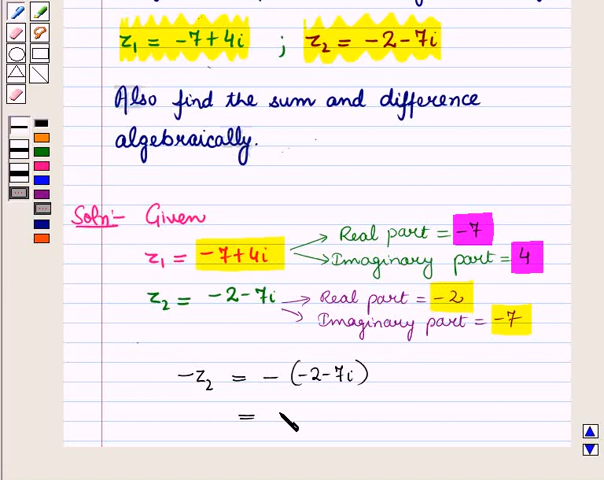 z₁ = -7+4i ; z₂ = -2-7i
Also find the sum and difference
algebraically.
Soln:- Given
z₁ = -7+4i
Real part = -7
Imaginary part = 4
z₂ = -2-7i
Real part = -2
Imaginary part = -7
-z₂ = -(-2-7i)
=